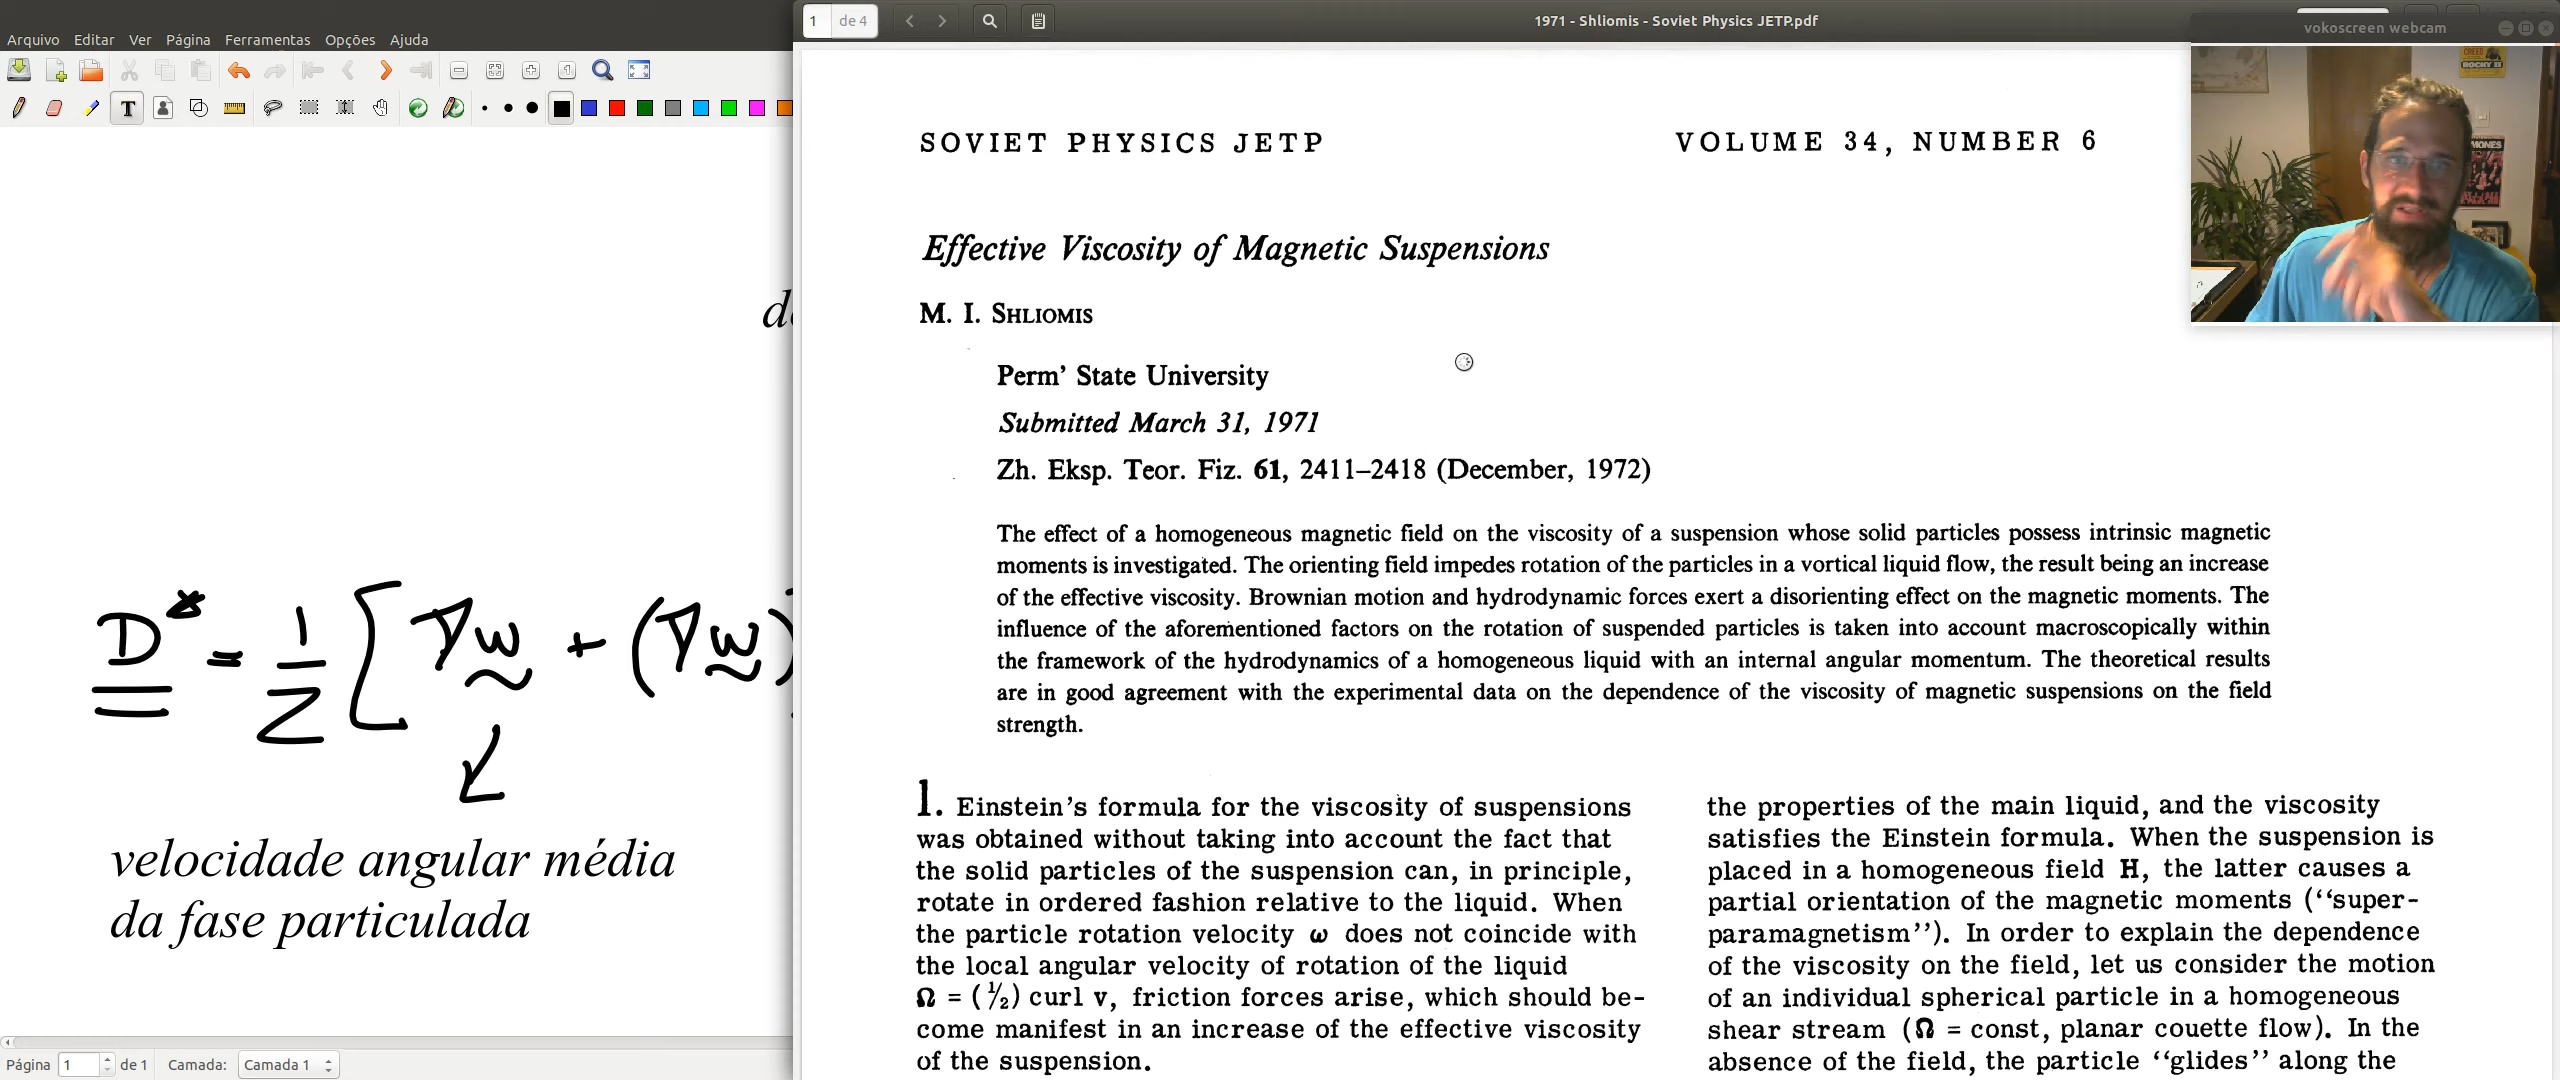 1 de 4
1971 - Shliomis - Soviet Physics JETP.pdf
vokoscreen webcam
Arquivo Editar Ver Página Ferramentas Opções Ajuda
T
SOVIET PHYSICS JETP
VOLUME 34, NUMBER 6
CREED
ROCKY II
MONES
Effective Viscosity of Magnetic Suspensions
M. I. SHLIOMIS
Perm' State University
Submitted March 31, 1971
Zh. Eksp. Teor. Fiz. 61, 2411–2418 (December, 1972)
The effect of a homogeneous magnetic field on the viscosity of a suspension whose solid particles possess intrinsic magnetic
moments is investigated. The orienting field impedes rotation of the particles in a vortical liquid flow, the result being an increase
of the effective viscosity. Brownian motion and hydrodynamic forces exert a disorienting effect on the magnetic moments. The
influence of the aforementioned factors on the rotation of suspended particles is taken into account macroscopically within
the framework of the hydrodynamics of a homogeneous liquid with an internal angular momentum. The theoretical results
are in good agreement with the experimental data on the dependence of the viscosity of magnetic suspensions on the field
strength.
1. Einstein's formula for the viscosity of suspensions
was obtained without taking into account the fact that
the solid particles of the suspension can, in principle,
rotate in ordered fashion relative to the liquid. When
the particle rotation velocity ω does not coincide with
the local angular velocity of rotation of the liquid
Ω = (½) curl v, friction forces arise, which should be-
come manifest in an increase of the effective viscosity
of the suspension.
the properties of the main liquid, and the viscosity
satisfies the Einstein formula. When the suspension is
placed in a homogeneous field H, the latter causes a
partial orientation of the magnetic moments (“super-
paramagnetism”). In order to explain the dependence
of the viscosity on the field, let us consider the motion
of an individual spherical particle in a homogeneous
shear stream (Ω = const, planar couette flow). In the
absence of the field, the particle “glides” along the
d
D* = 1/2 [∇w + (∇w)
velocidade angular média
da fase particulada
Página 1 de 1 Camada: Camada 1